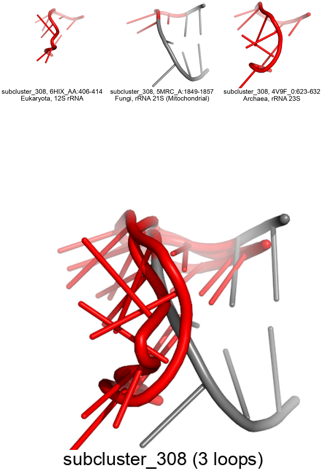 subcluster_308, 6HIX_AA:406-414
Eukaryota, 12S rRNA
subcluster_308, 5MRC_A:1849-1857
Fungi, rRNA 21S (Mitochondrial)
subcluster_308, 4V9F_0:623-632
Archaea, rRNA 23S
subcluster_308 (3 loops)